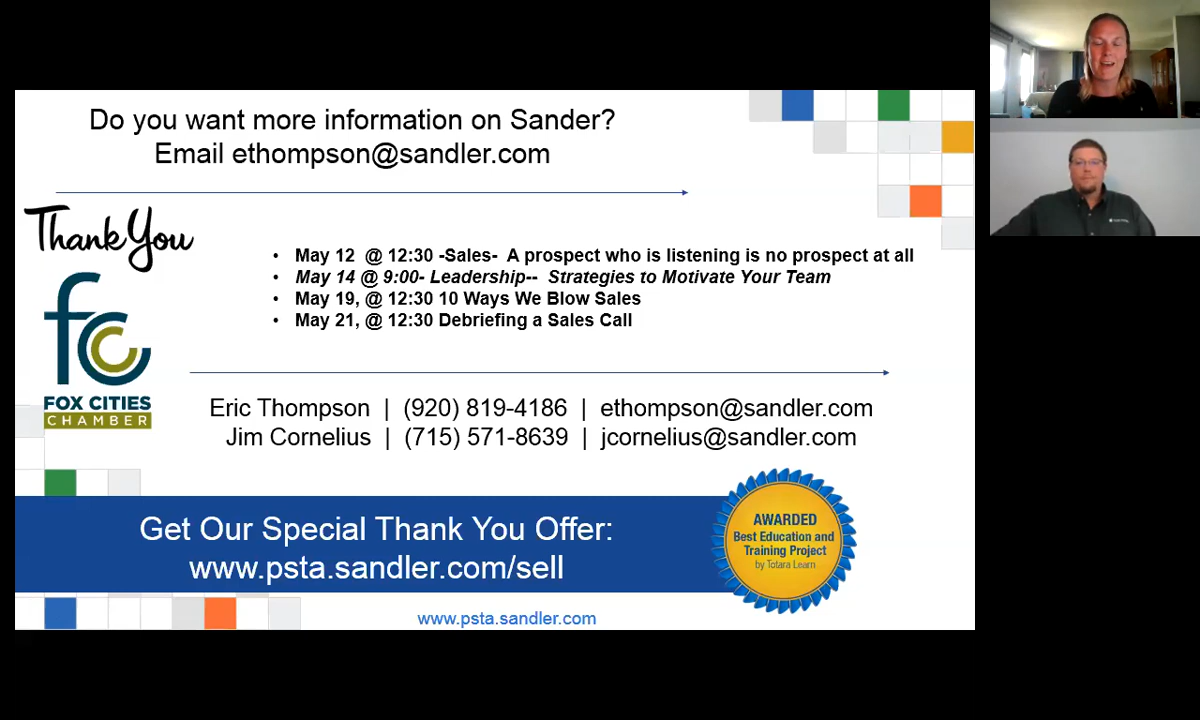 Do you want more information on Sander?
Email ethompson@sandler.com
Thank You
• May 12 @ 12:30 -Sales- A prospect who is listening is no prospect at all
• May 14 @ 9:00- Leadership-- Strategies to Motivate Your Team
• May 19, @ 12:30 10 Ways We Blow Sales
• May 21, @ 12:30 Debriefing a Sales Call
fcc
FOX CITIES
CHAMBER
Eric Thompson | (920) 819-4186 | ethompson@sandler.com
Jim Cornelius | (715) 571-8639 | jcornelius@sandler.com
Get Our Special Thank You Offer:
www.psta.sandler.com/sell
AWARDED
Best Education and
Training Project
by Totara Learn
www.psta.sandler.com